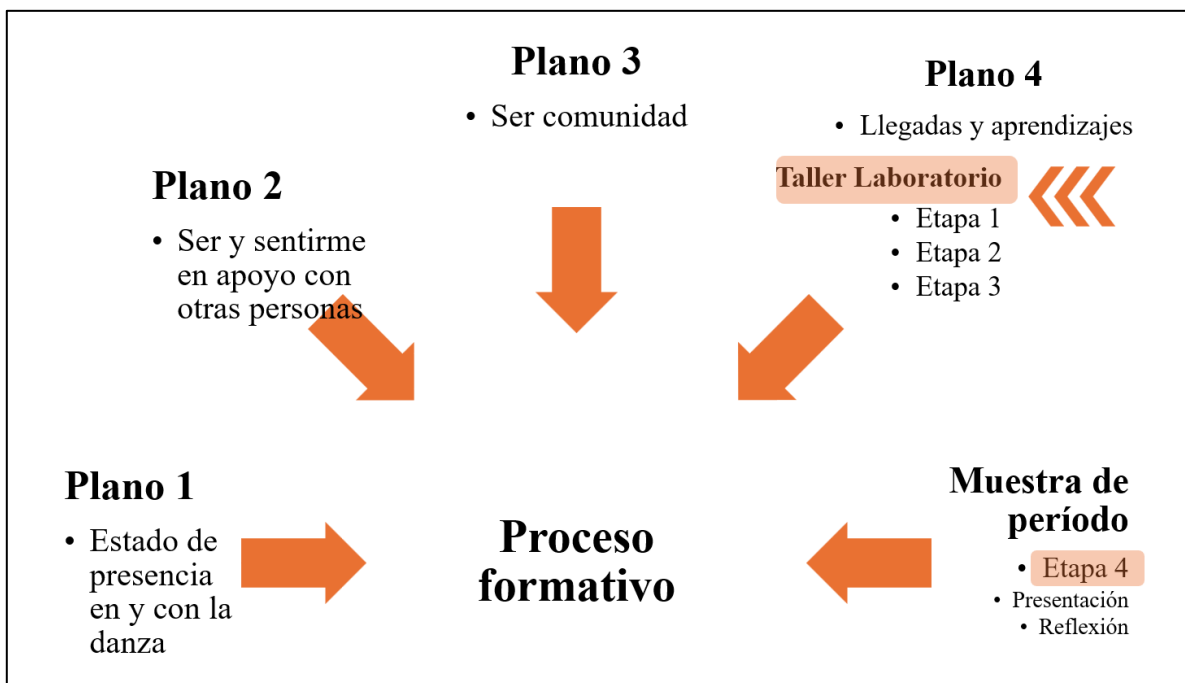 Plano 1
• Estado de
presencia
en y con la
danza
Plano 2
• Ser y sentirme
en apoyo con
otras personas
Plano 3
• Ser comunidad
Plano 4
• Llegadas y aprendizajes
Taller Laboratorio
• Etapa 1
• Etapa 2
• Etapa 3
Muestra de
período
• Etapa 4
• Presentación
• Reflexión
Proceso
formativo